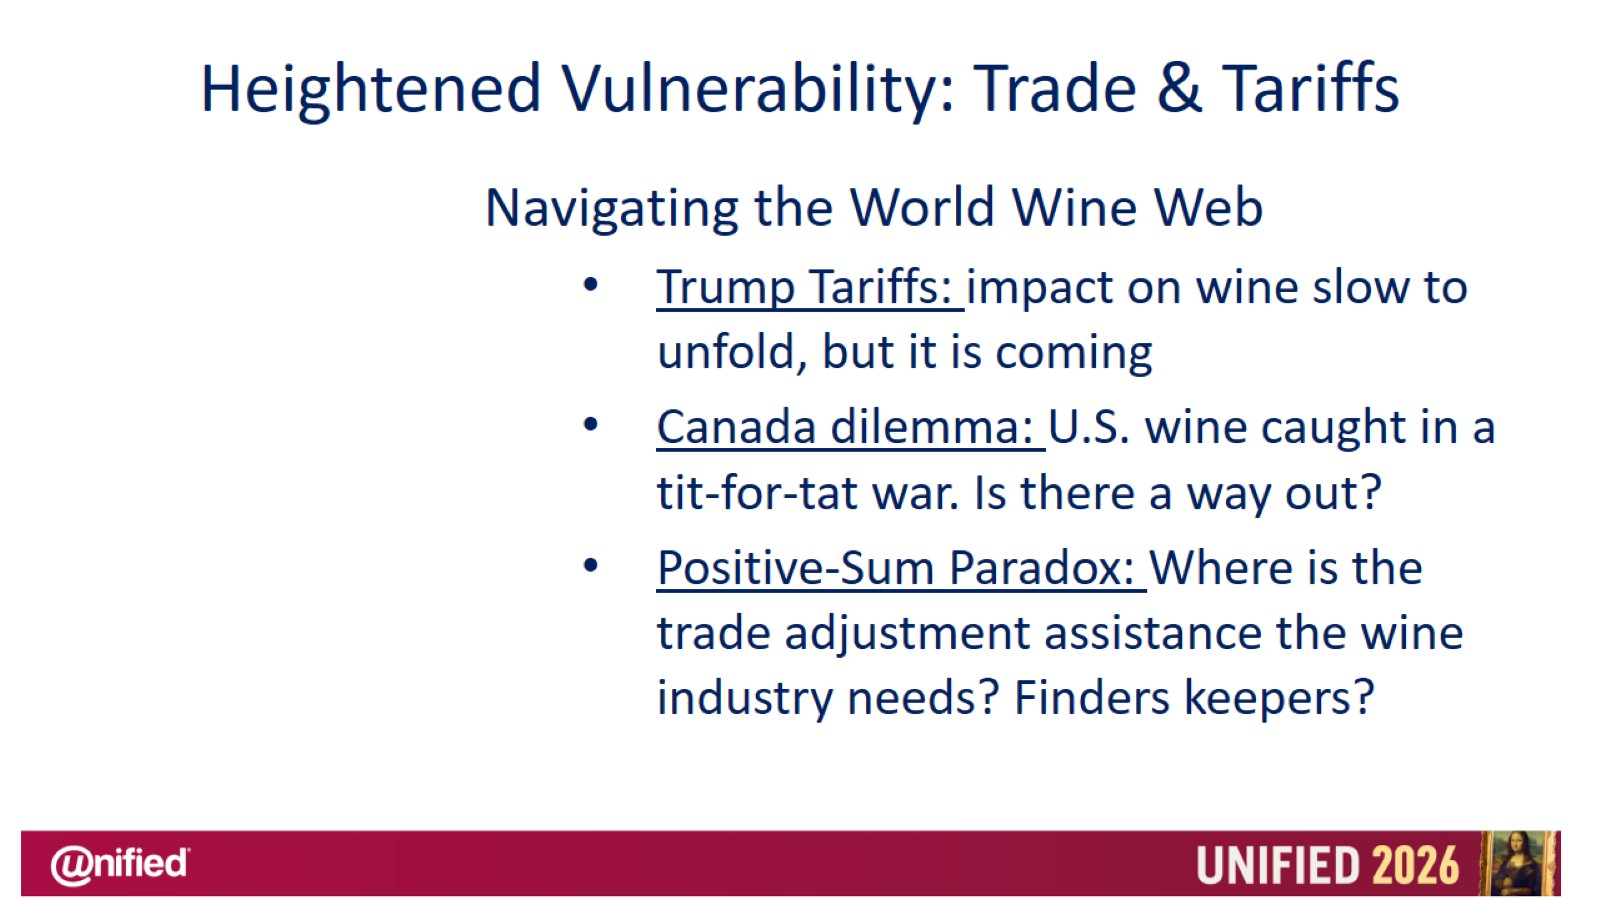 Heightened Vulnerability: Trade & Tariffs
Navigating the World Wine Web
• Trump Tariffs: impact on wine slow to
unfold, but it is coming
• Canada dilemma: U.S. wine caught in a
tit-for-tat war. Is there a way out?
• Positive-Sum Paradox: Where is the
trade adjustment assistance the wine
industry needs? Finders keepers?
@unified
UNIFIED 2026